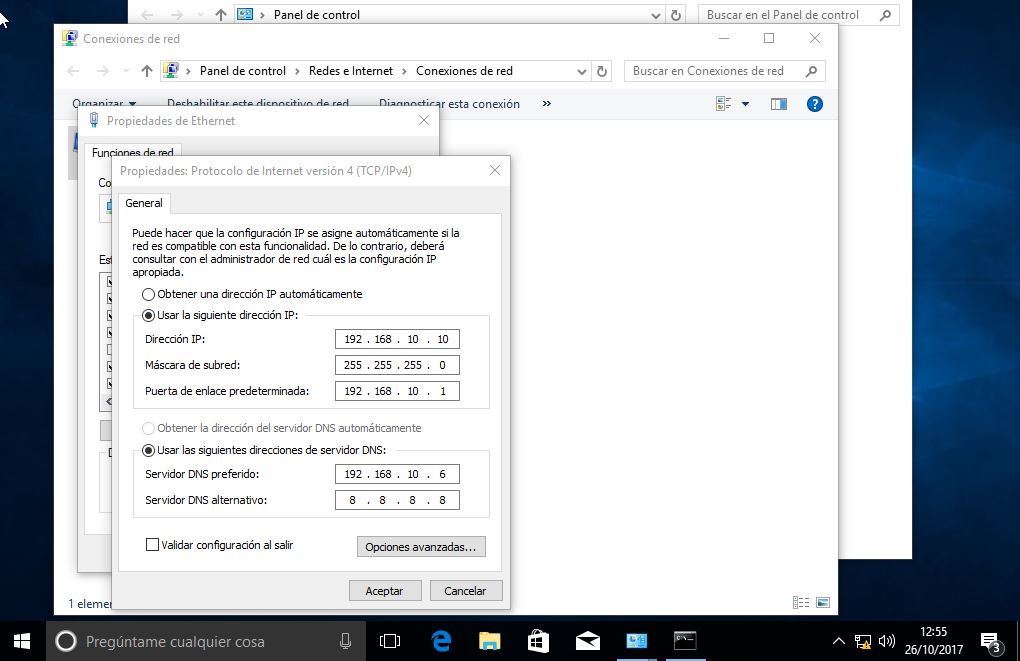 Panel de control
Buscar en el Panel de control
Conexiones de red
Panel de control > Redes e Internet > Conexiones de red
Buscar en Conexiones de red
Organizar
Deshabilitar este dispositivo de red
Diagnosticar esta conexión
»
Propiedades de Ethernet
Funciones de red
Propiedades: Protocolo de Internet versión 4 (TCP/IPv4)
General
Puede hacer que la configuración IP se asigne automáticamente si la
red es compatible con esta funcionalidad. De lo contrario, deberá
consultar con el administrador de red cuál es la configuración IP
apropiada.
Obtener una dirección IP automáticamente
Usar la siguiente dirección IP:
Dirección IP: 192 . 168 . 10 . 10
Máscara de subred: 255 . 255 . 255 . 0
Puerta de enlace predeterminada: 192 . 168 . 10 . 1
Obtener la dirección del servidor DNS automáticamente
Usar las siguientes direcciones de servidor DNS:
Servidor DNS preferido: 192 . 168 . 10 . 6
Servidor DNS alternativo: 8 . 8 . 8 . 8
Validar configuración al salir
Opciones avanzadas...
Aceptar
Cancelar
Pregúntame cualquier cosa
12:55
26/10/2017
3